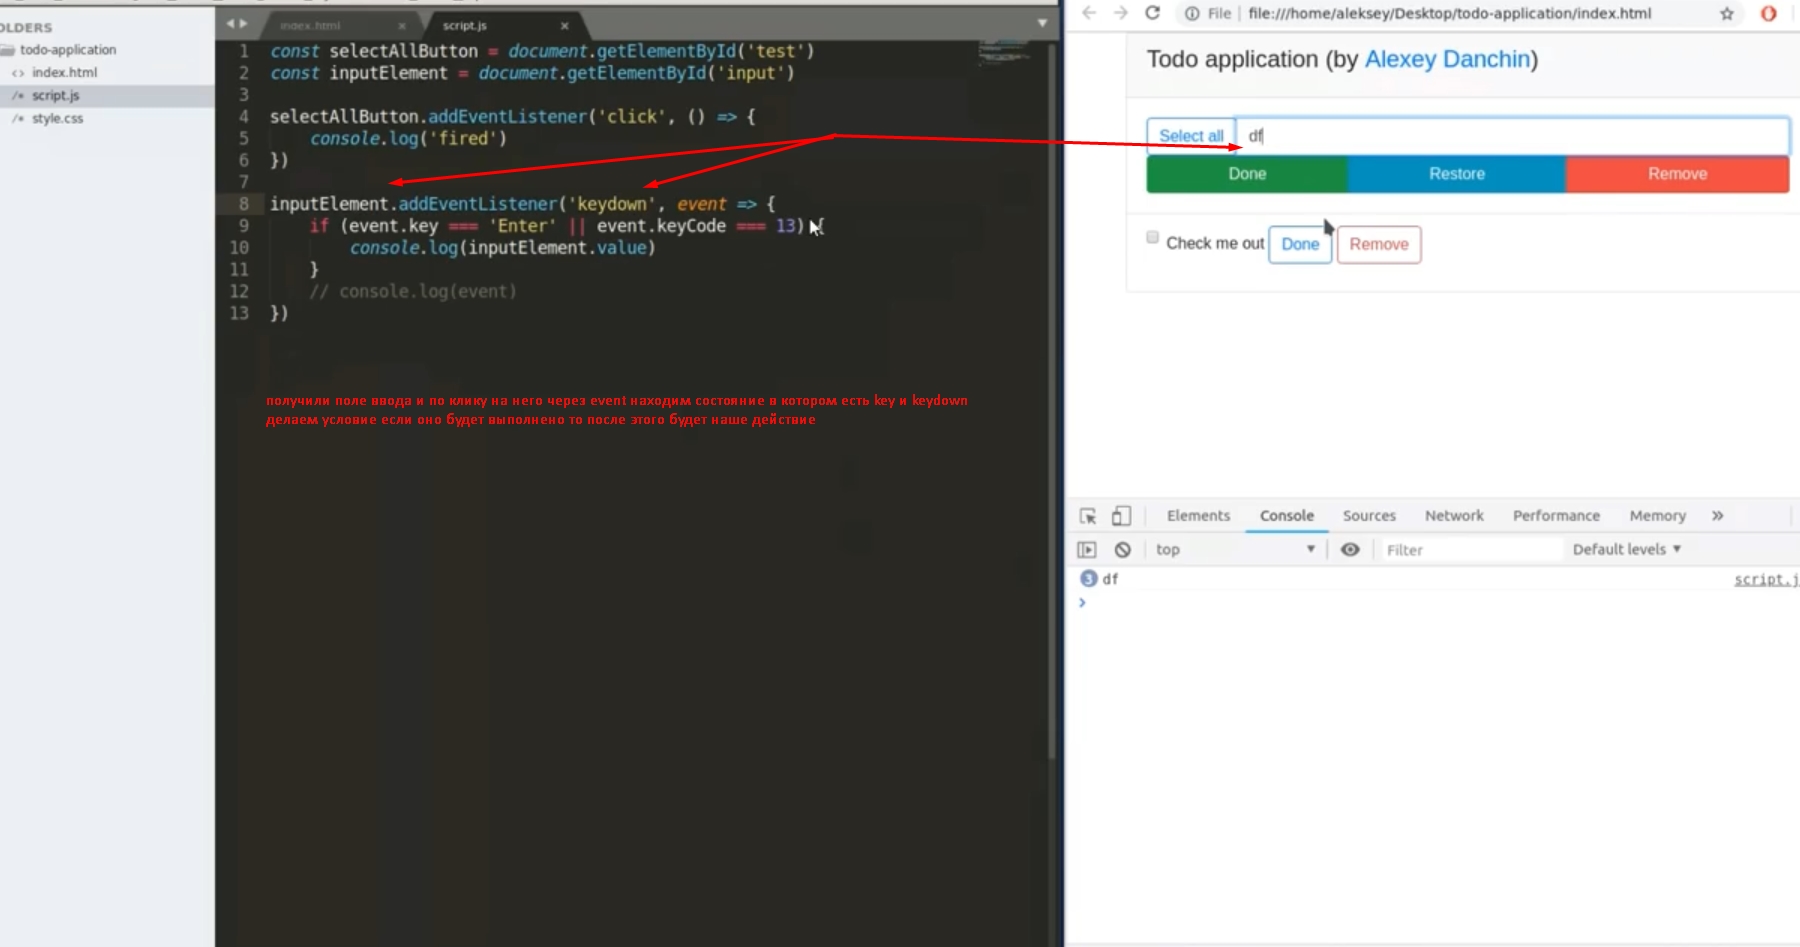 OLDERS
todo-application
index.html
script.js
style.css
index.html
script.js
1 const selectAllButton = document.getElementById('test')
2 const inputElement = document.getElementById('input')
3
4 selectAllButton.addEventListener('click', () => {
5 console.log('fired')
6 })
7
8 inputElement.addEventListener('keydown', event => {
9 if (event.key === 'Enter' || event.keyCode === 13) {
10 console.log(inputElement.value)
11 }
12 // console.log(event)
13 })
получили поле ввода и по клику на него через event находим состояние в котором есть key и keydown
делаем условие если оно будет выполнено то после этого будет наше действие
File file:///home/aleksey/Desktop/todo-application/index.html
Todo application (by Alexey Danchin)
Select all df
Done Restore Remove
Check me out Done Remove
Elements Console Sources Network Performance Memory »
top Filter Default levels
3 df script.j